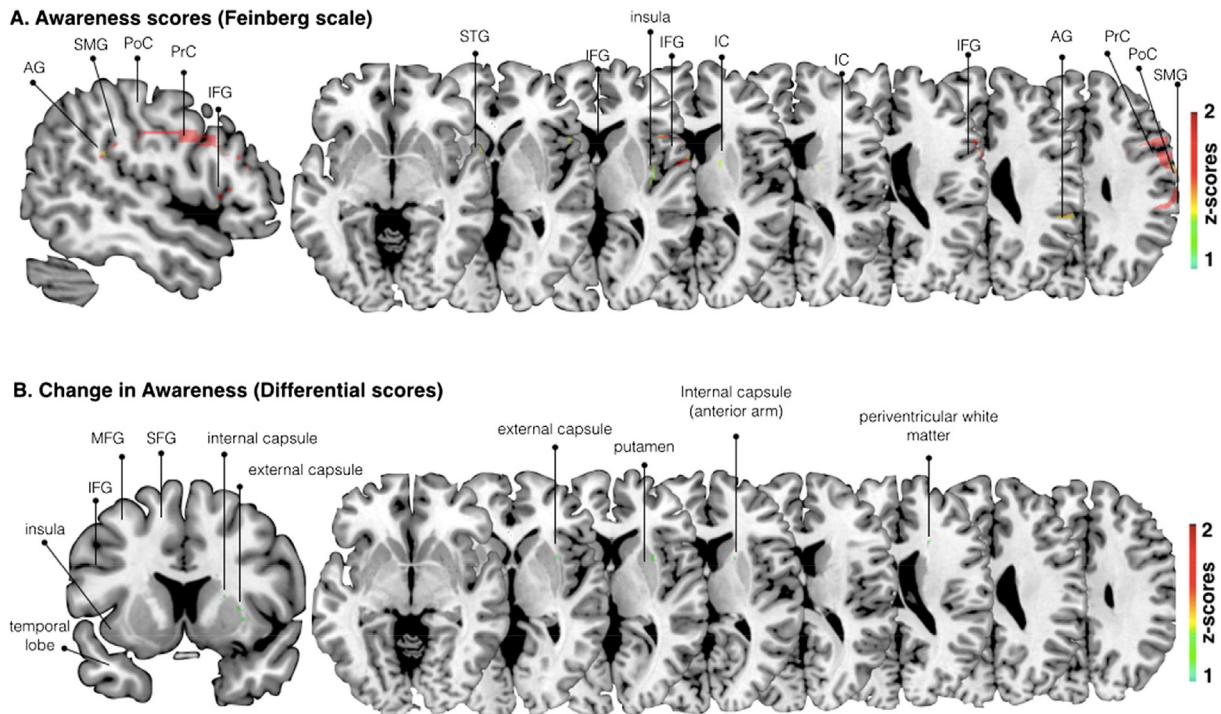 A. Awareness scores (Feinberg scale)
AG
SMG
PoC
PrC
IFG
STG
IFG
insula
IFG
IC
IC
IFG
AG
PrC
PoC
SMG
2
z-scores
1
B. Change in Awareness (Differential scores)
MFG
SFG
internal capsule
external capsule
IFG
insula
temporal
lobe
external capsule
putamen
Internal capsule
(anterior arm)
periventricular white
matter
2
z-scores
1